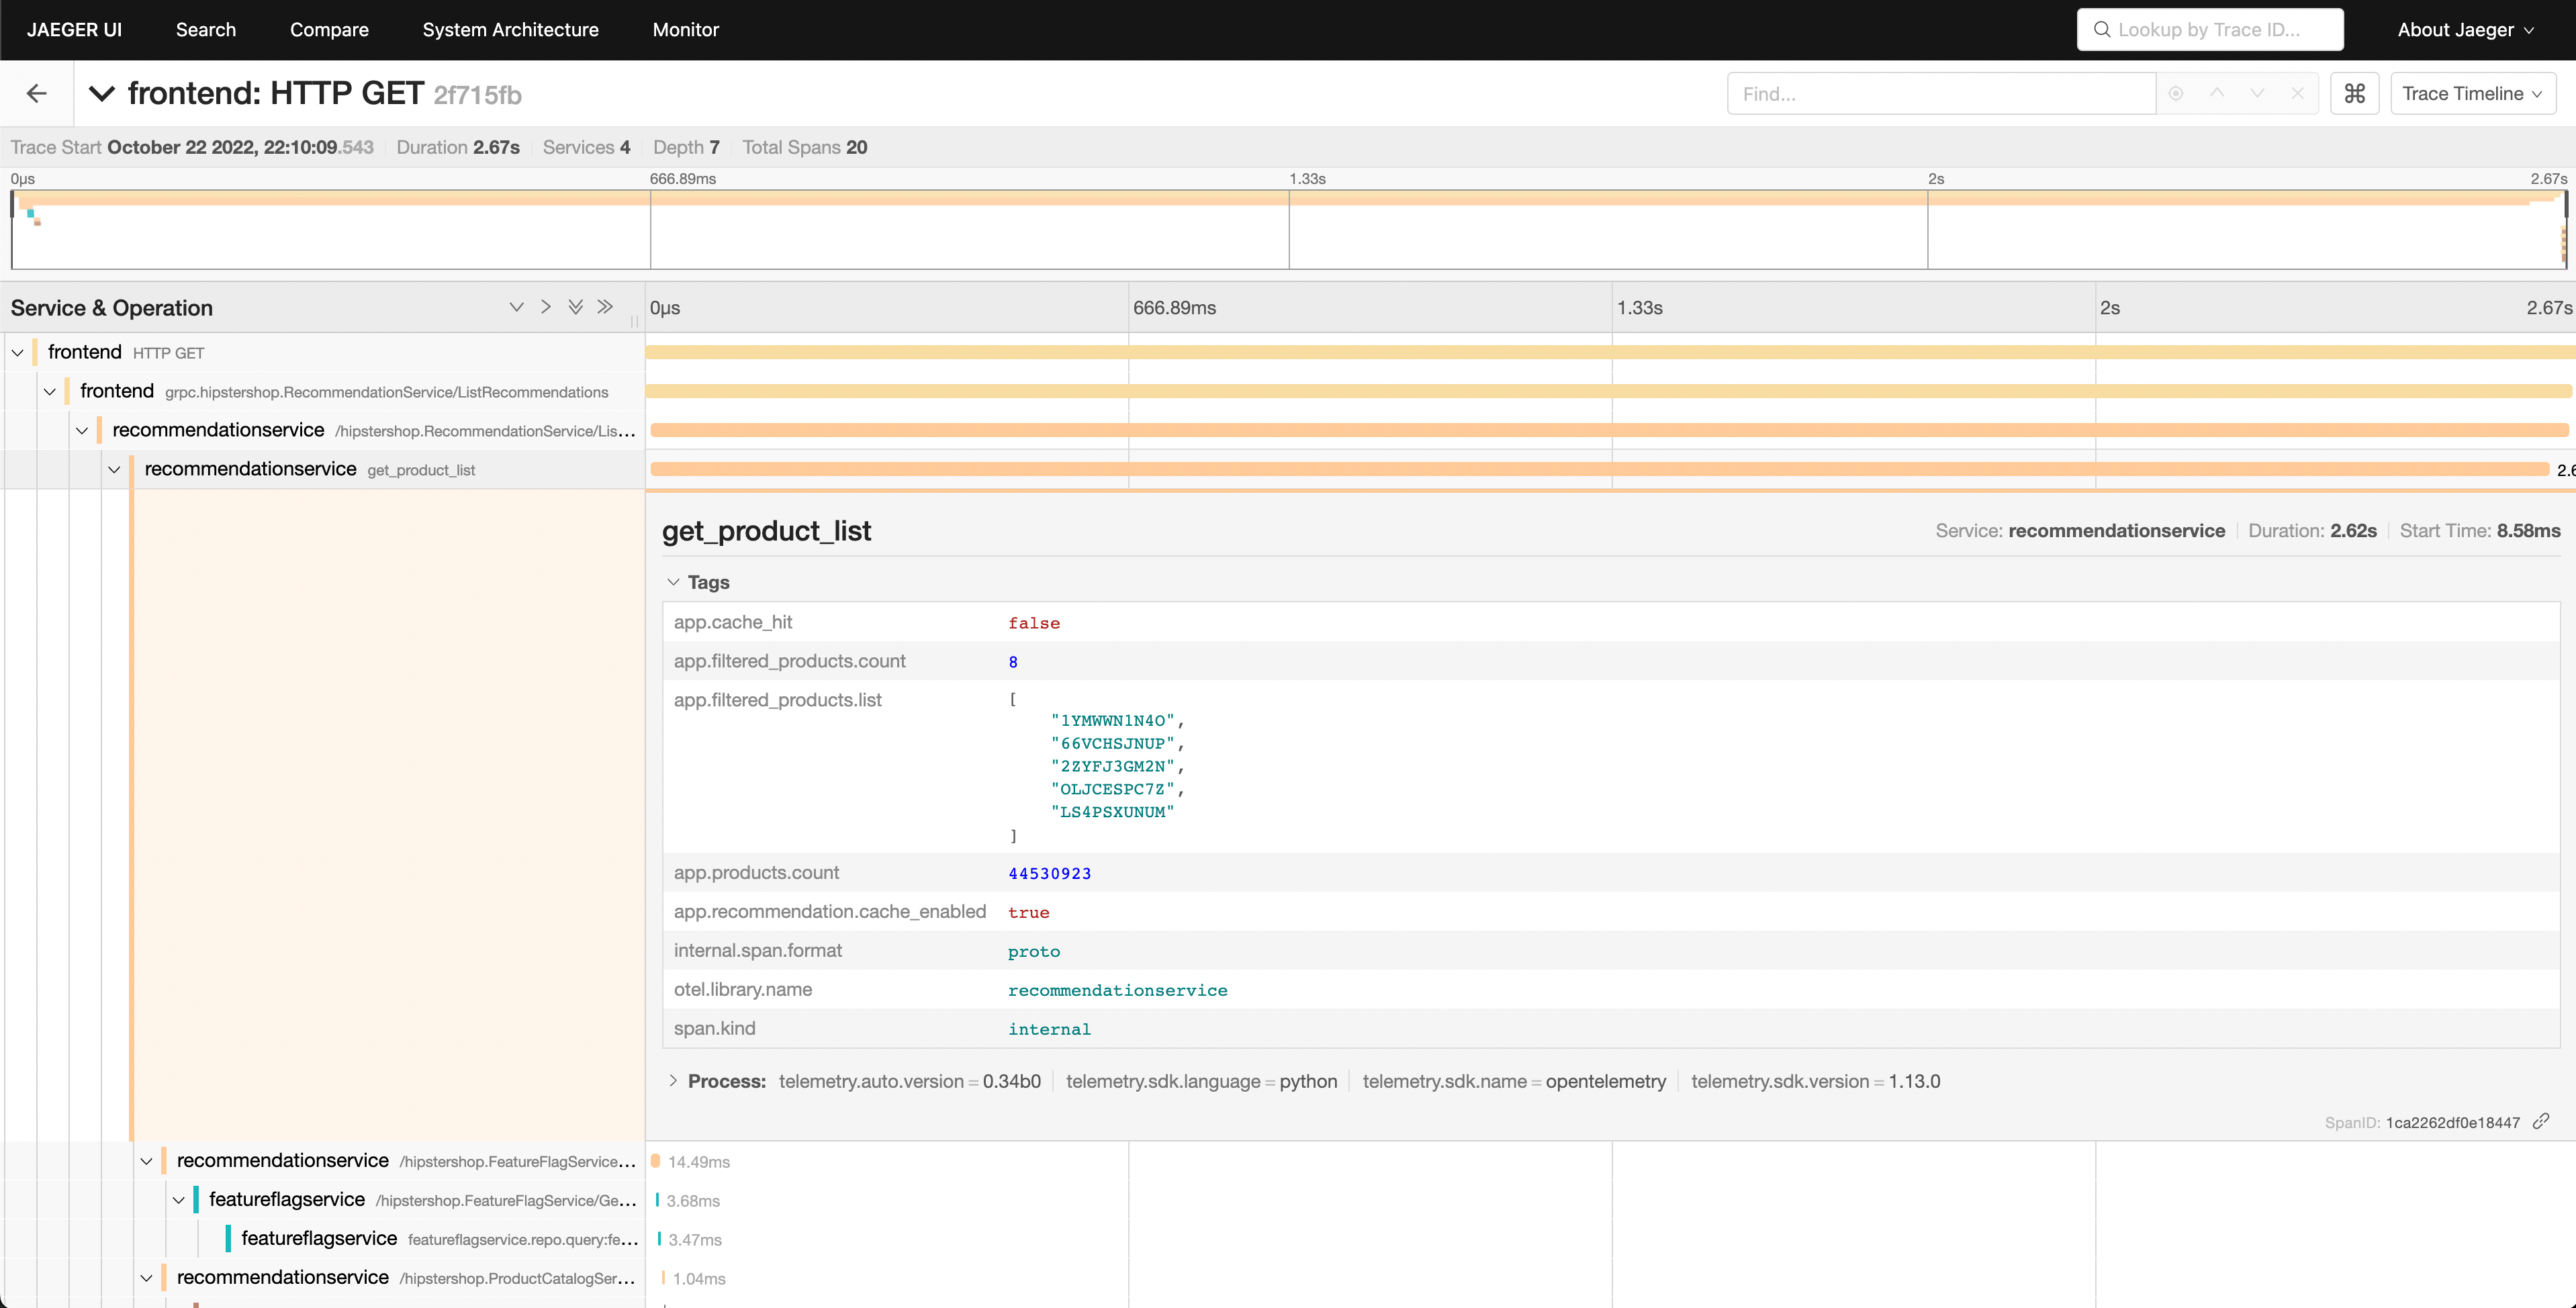 JAEGER UI Search Compare System Architecture Monitor Lookup by Trace ID... About Jaeger
frontend: HTTP GET 2f715fb Find... ⌘ Trace Timeline
Trace Start October 22 2022, 22:10:09.543 Duration 2.67s Services 4 Depth 7 Total Spans 20
0μs 666.89ms 1.33s 2s 2.67s
Service & Operation 0μs 666.89ms 1.33s 2s 2.67s
frontend HTTP GET
frontend grpc.hipstershop.RecommendationService/ListRecommendations
recommendationservice /hipstershop.RecommendationService/Lis...
recommendationservice get_product_list 2.6
get_product_list Service: recommendationservice Duration: 2.62s Start Time: 8.58ms
Tags
app.cache_hit false
app.filtered_products.count 8
app.filtered_products.list [
"1YMWWN1N4O",
"66VCHSJNUP",
"2ZYFJ3GM2N",
"OLJCESPC7Z",
"LS4PSXUNUM"
]
app.products.count 44530923
app.recommendation.cache_enabled true
internal.span.format proto
otel.library.name recommendationservice
span.kind internal
Process: telemetry.auto.version = 0.34b0 telemetry.sdk.language = python telemetry.sdk.name = opentelemetry telemetry.sdk.version = 1.13.0
SpanID: 1ca2262df0e18447
recommendationservice /hipstershop.FeatureFlagService... 14.49ms
featureflagservice /hipstershop.FeatureFlagService/Ge... 3.68ms
featureflagservice featureflagservice.repo.query:fe... 3.47ms
recommendationservice /hipstershop.ProductCatalogSer... 1.04ms